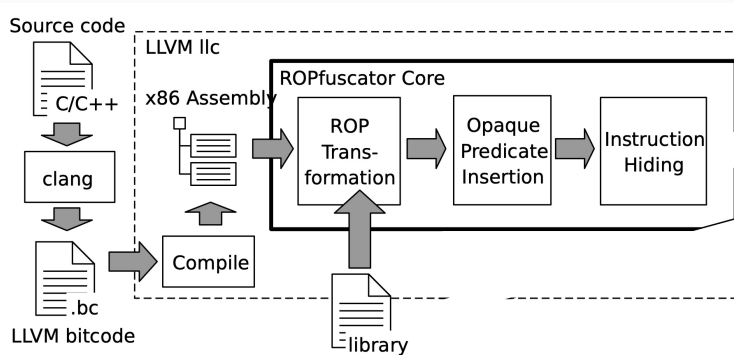 Source code
C/C++
clang
.bc
LLVM bitcode
LLVM llc
x86 Assembly
Compile
ROPfuscator Core
ROP
Trans-
formation
Opaque
Predicate
Insertion
Instruction
Hiding
library